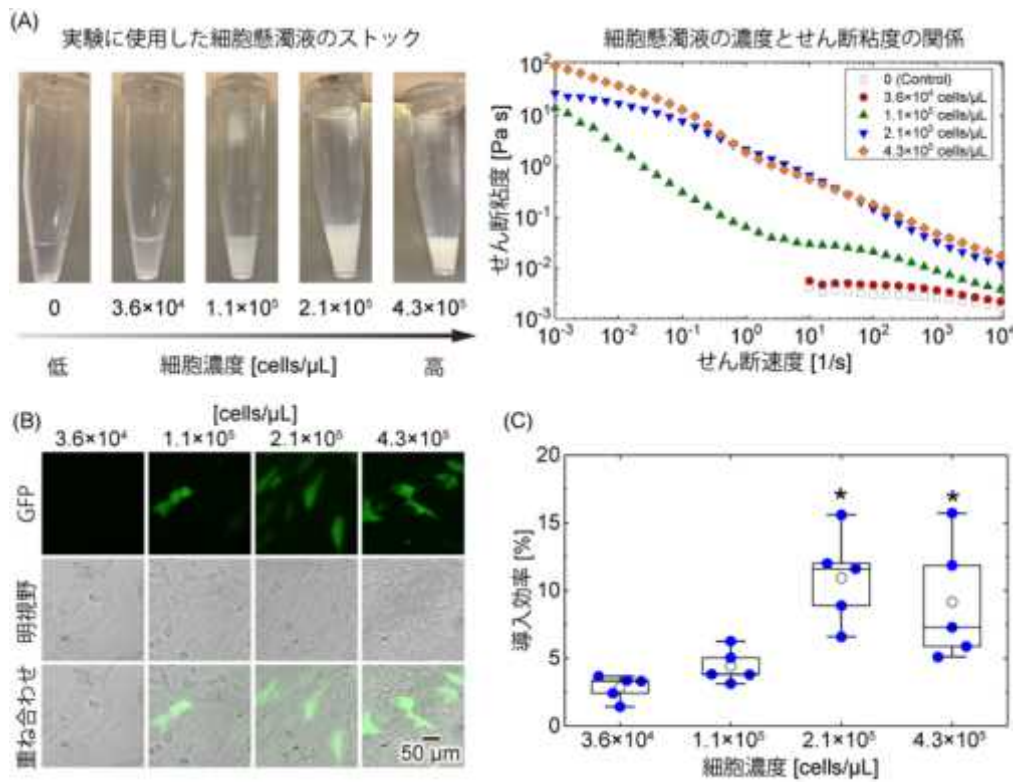 (A)
実験に使用した細胞懸濁液のストック
0
3.6×10⁴
1.1×10⁵
2.1×10⁵
4.3×10⁵
低
細胞濃度 [cells/μL]
高
細胞懸濁液の濃度とせん断粘度の関係
せん断粘度 [Pa s]
10²
10¹
10⁰
10⁻¹
10⁻²
10⁻³
0 (Control)
3.6×10⁴ cells/μL
1.1×10⁵ cells/μL
2.1×10⁵ cells/μL
4.3×10⁵ cells/μL
10⁻³ 10⁻² 10⁻¹ 10⁰ 10¹ 10² 10³ 10⁴
せん断速度 [1/s]
(B)
[cells/μL]
3.6×10⁴ 1.1×10⁵ 2.1×10⁵ 4.3×10⁵
GFP
明視野
重ね合わせ
50 μm
(C)
導入効率 [%]
20
15
10
5
0
*
*
3.6×10⁴ 1.1×10⁵ 2.1×10⁵ 4.3×10⁵
細胞濃度 [cells/μL]